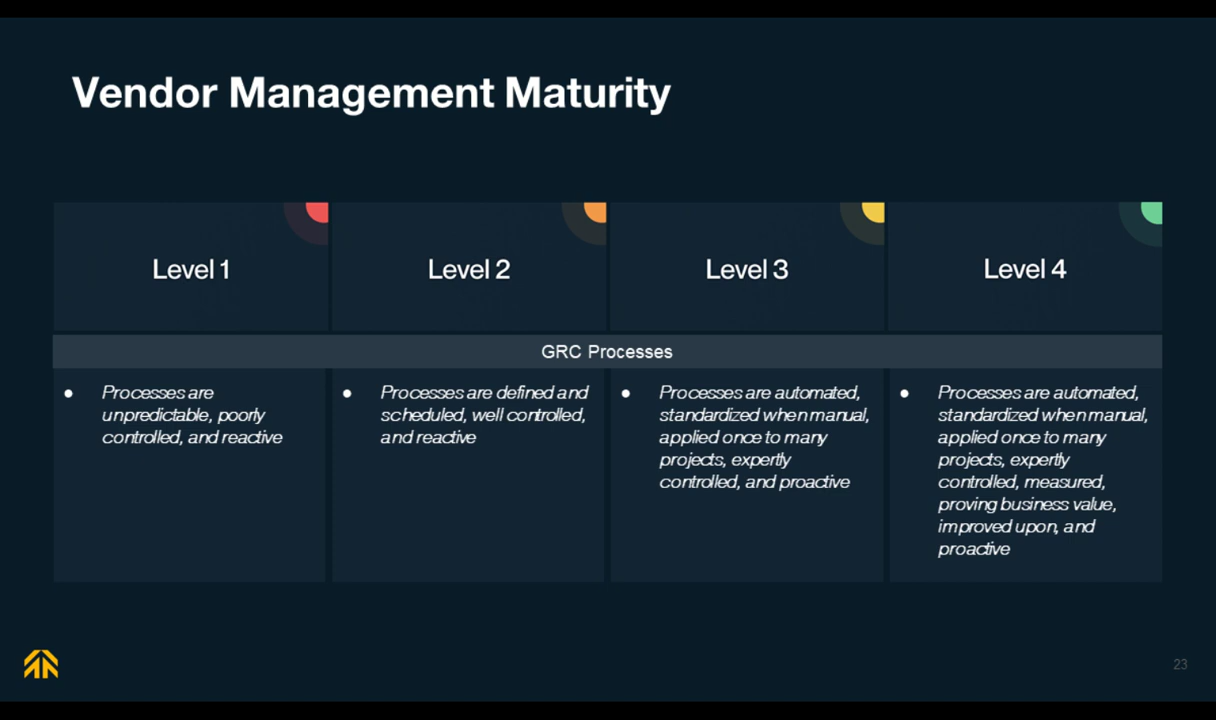 Vendor Management Maturity
Level 1
Level 2
Level 3
Level 4
GRC Processes
• Processes are
unpredictable, poorly
controlled, and reactive
• Processes are defined and
scheduled, well controlled,
and reactive
• Processes are automated,
standardized when manual,
applied once to many
projects, expertly
controlled, and proactive
• Processes are automated,
standardized when manual,
applied once to many
projects, expertly
controlled, measured,
proving business value,
improved upon, and
proactive
23